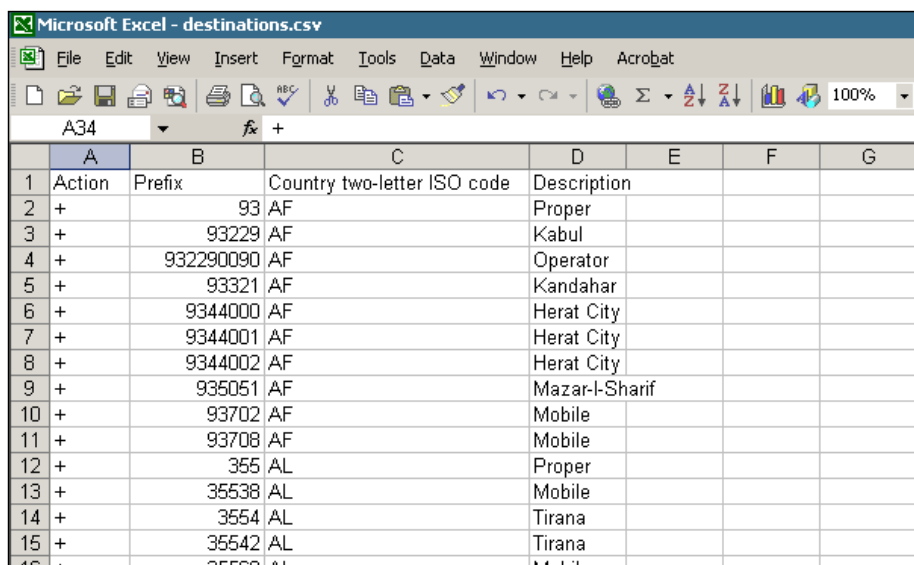 Microsoft Excel - destinations.csv
File Edit View Insert Format Tools Data Window Help Acrobat
ABC Σ A Z Z A 100%
A34 fx +
A B C D E F G
1 Action Prefix Country two-letter ISO code Description
2 + 93 AF Proper
3 + 93229 AF Kabul
4 + 932290090 AF Operator
5 + 93321 AF Kandahar
6 + 9344000 AF Herat City
7 + 9344001 AF Herat City
8 + 9344002 AF Herat City
9 + 935051 AF Mazar-I-Sharif
10 + 93702 AF Mobile
11 + 93708 AF Mobile
12 + 355 AL Proper
13 + 35538 AL Mobile
14 + 3554 AL Tirana
15 + 35542 AL Tirana